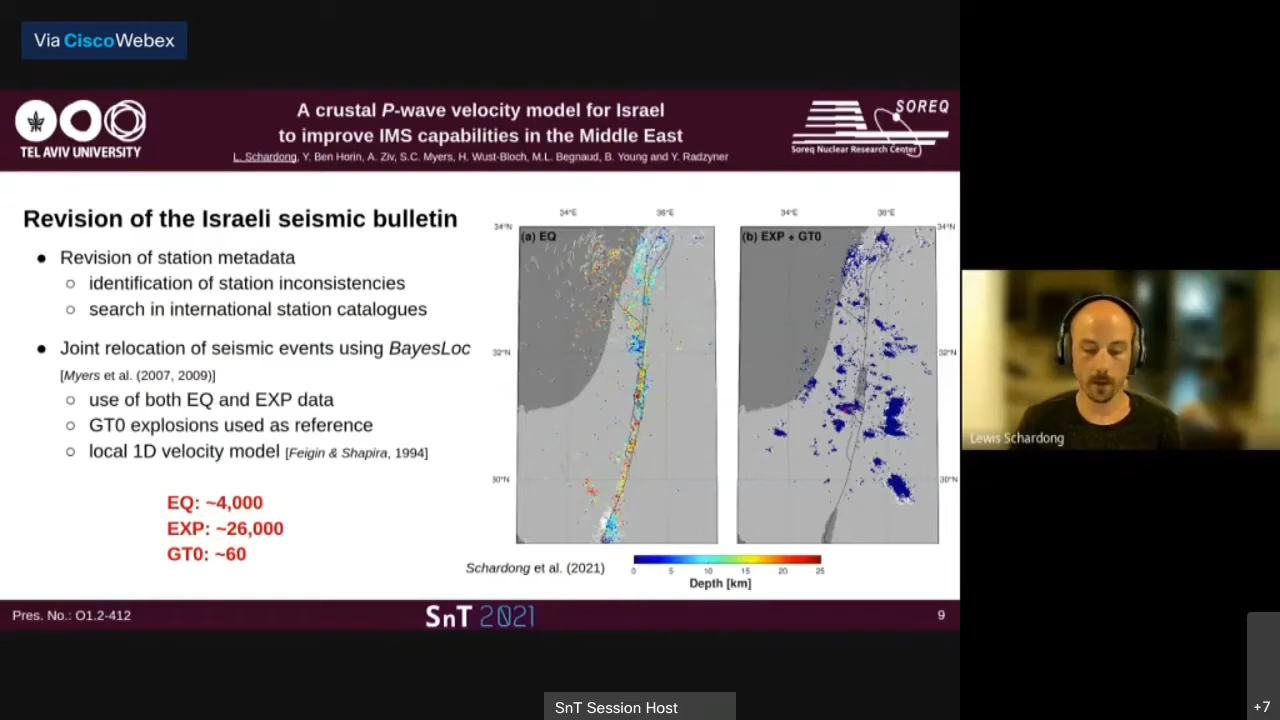 Via CiscoWebex
TEL AVIV UNIVERSITY
A crustal P-wave velocity model for Israel
to improve IMS capabilities in the Middle East
L. Schardong, Y. Ben Horin, A. Ziv, S.C. Myers, H. Wust-Bloch, M.L. Begnaud, B. Young and Y. Radzyner
SOREQ
Soreq Nuclear Research Center
Revision of the Israeli seismic bulletin
● Revision of station metadata
○ identification of station inconsistencies
○ search in international station catalogues
● Joint relocation of seismic events using BayesLoc
[Myers et al. (2007, 2009)]
○ use of both EQ and EXP data
○ GT0 explosions used as reference
○ local 1D velocity model [Feigin & Shapira, 1994]
EQ: ~4,000
EXP: ~26,000
GT0: ~60
34°E 36°E 34°E 36°E
34°N 34°N
(a) EQ (b) EXP + GT0
32°N 32°N
30°N 30°N
Schardong et al. (2021)
0 5 10 15 20 25
Depth [km]
Pres. No.: O1.2-412
SnT 2021
9
Lewis Schardong
SnT Session Host
+7